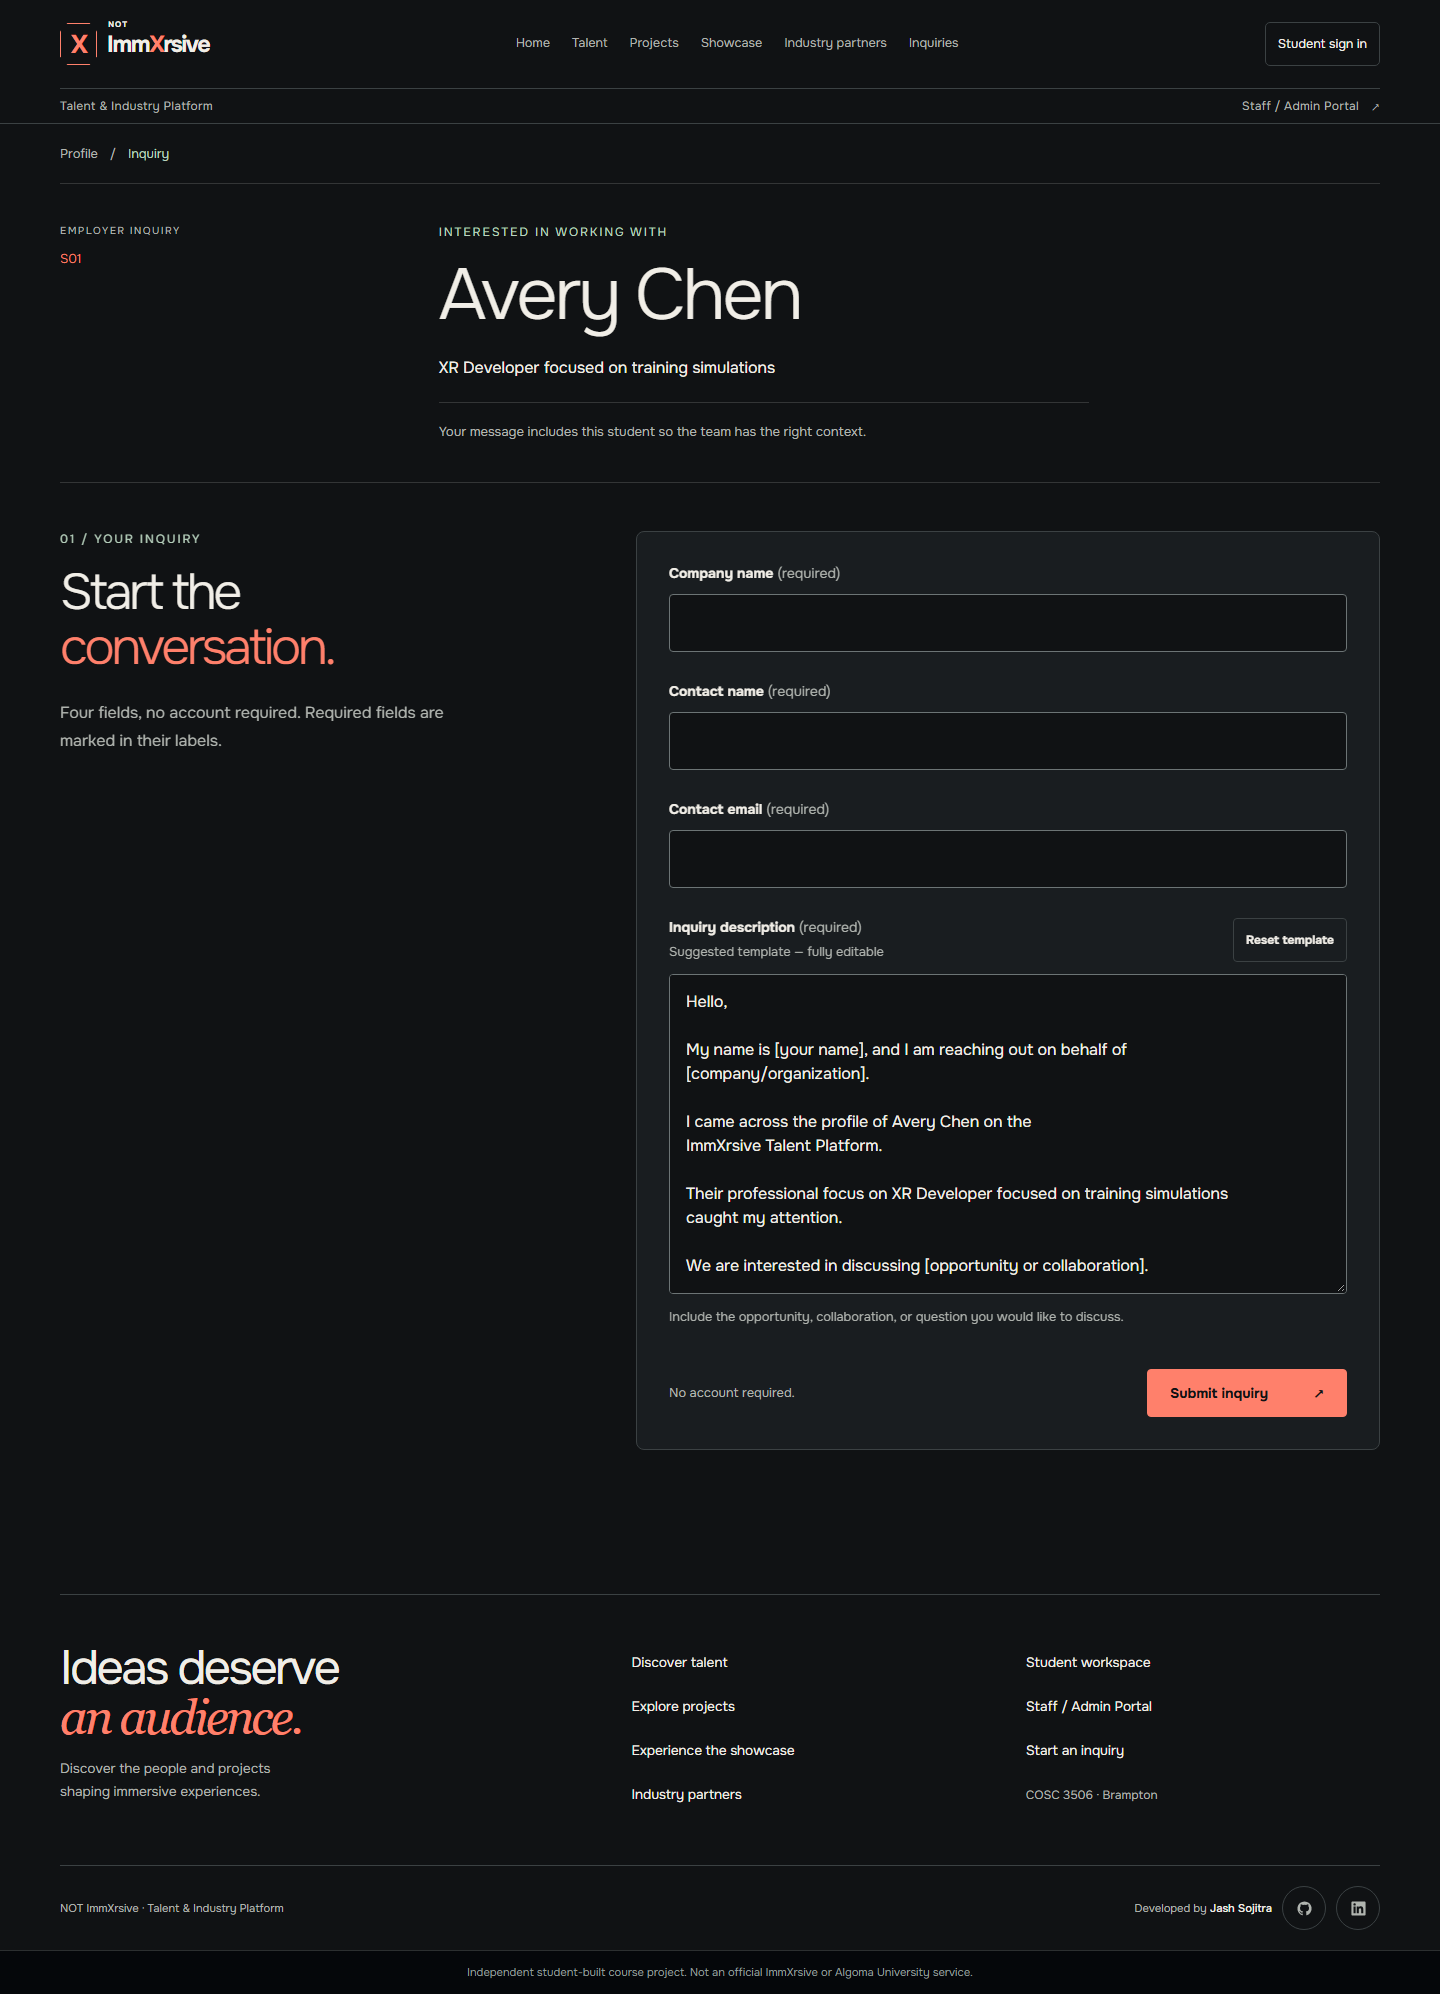 NOT
X ImmXrsive
Home Talent Projects Showcase Industry partners Inquiries
Student sign in
Talent & Industry Platform
Staff / Admin Portal ↗
Profile / Inquiry
EMPLOYER INQUIRY
S01
INTERESTED IN WORKING WITH
Avery Chen
XR Developer focused on training simulations
Your message includes this student so the team has the right context.
01 / YOUR INQUIRY
Start the
conversation.
Four fields, no account required. Required fields are
marked in their labels.
Company name (required)
Contact name (required)
Contact email (required)
Inquiry description (required)
Suggested template — fully editable
Reset template
Hello,
My name is [your name], and I am reaching out on behalf of
[company/organization].
I came across the profile of Avery Chen on the
ImmXrsive Talent Platform.
Their professional focus on XR Developer focused on training simulations
caught my attention.
We are interested in discussing [opportunity or collaboration].
Include the opportunity, collaboration, or question you would like to discuss.
No account required.
Submit inquiry ↗
Ideas deserve
an audience.
Discover the people and projects
shaping immersive experiences.
Discover talent
Explore projects
Experience the showcase
Industry partners
Student workspace
Staff / Admin Portal
Start an inquiry
COSC 3506 · Brampton
NOT ImmXrsive · Talent & Industry Platform
Developed by Jash Sojitra
in
Independent student-built course project. Not an official ImmXrsive or Algoma University service.